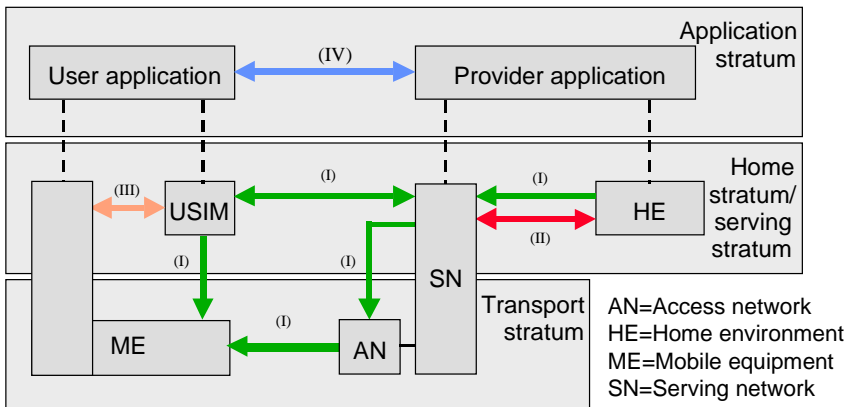 Application
stratum
(IV)
User application
Provider application
Home
stratum/
serving
stratum
(III)
USIM
(I)
(I)
HE
(II)
(I)
(I)
SN
Transport
stratum
(I)
ME
AN
AN=Access network
HE=Home environment
ME=Mobile equipment
SN=Serving network